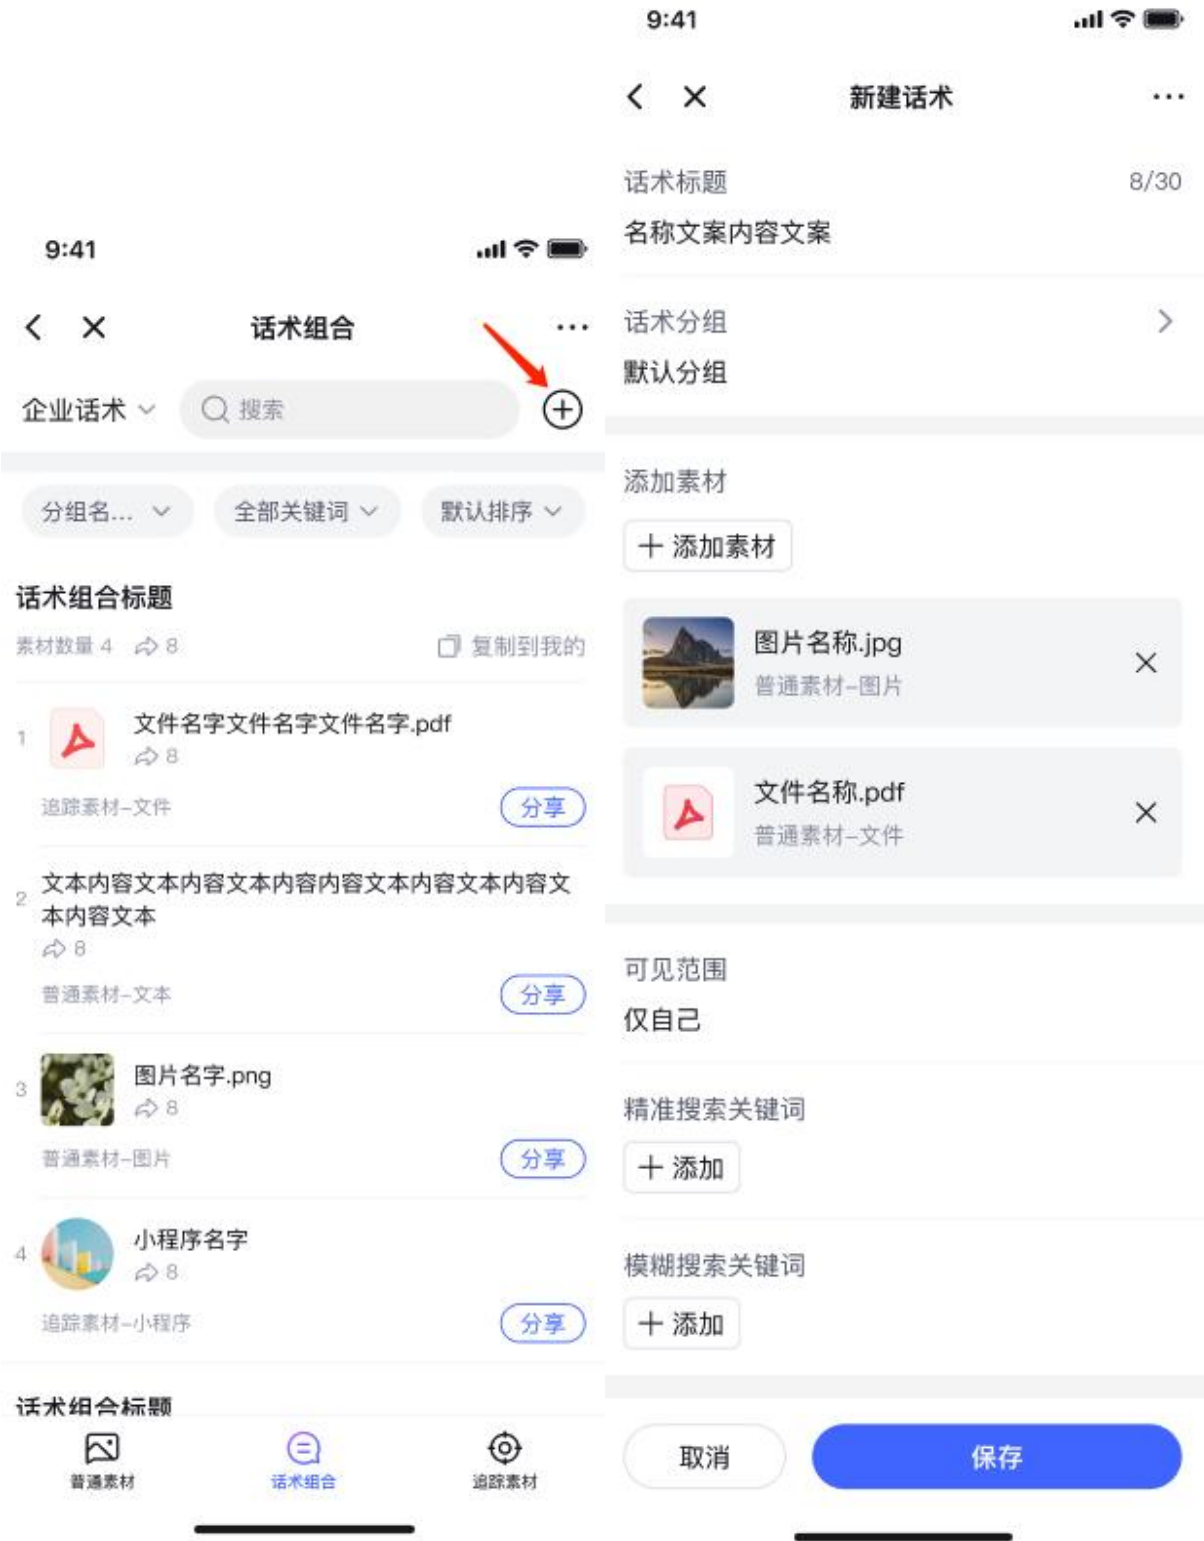 9:41
话术组合
企业话术
搜索
分组名...
全部关键词
默认排序
话术组合标题
素材数量 4
8
复制到我的
1
文件名字文件名字文件名字.pdf
8
追踪素材-文件
分享
2
文本内容文本内容文本内容内容文本内容文本内容文
本内容文本
8
普通素材-文本
分享
3
图片名字.png
8
普通素材-图片
分享
4
小程序名字
8
追踪素材-小程序
分享
话术组合标题
普通素材
话术组合
追踪素材
9:41
新建话术
话术标题
8/30
名称文案内容文案
话术分组
默认分组
添加素材
添加素材
图片名称.jpg
普通素材-图片
文件名称.pdf
普通素材-文件
可见范围
仅自己
精准搜索关键词
添加
模糊搜索关键词
添加
取消
保存